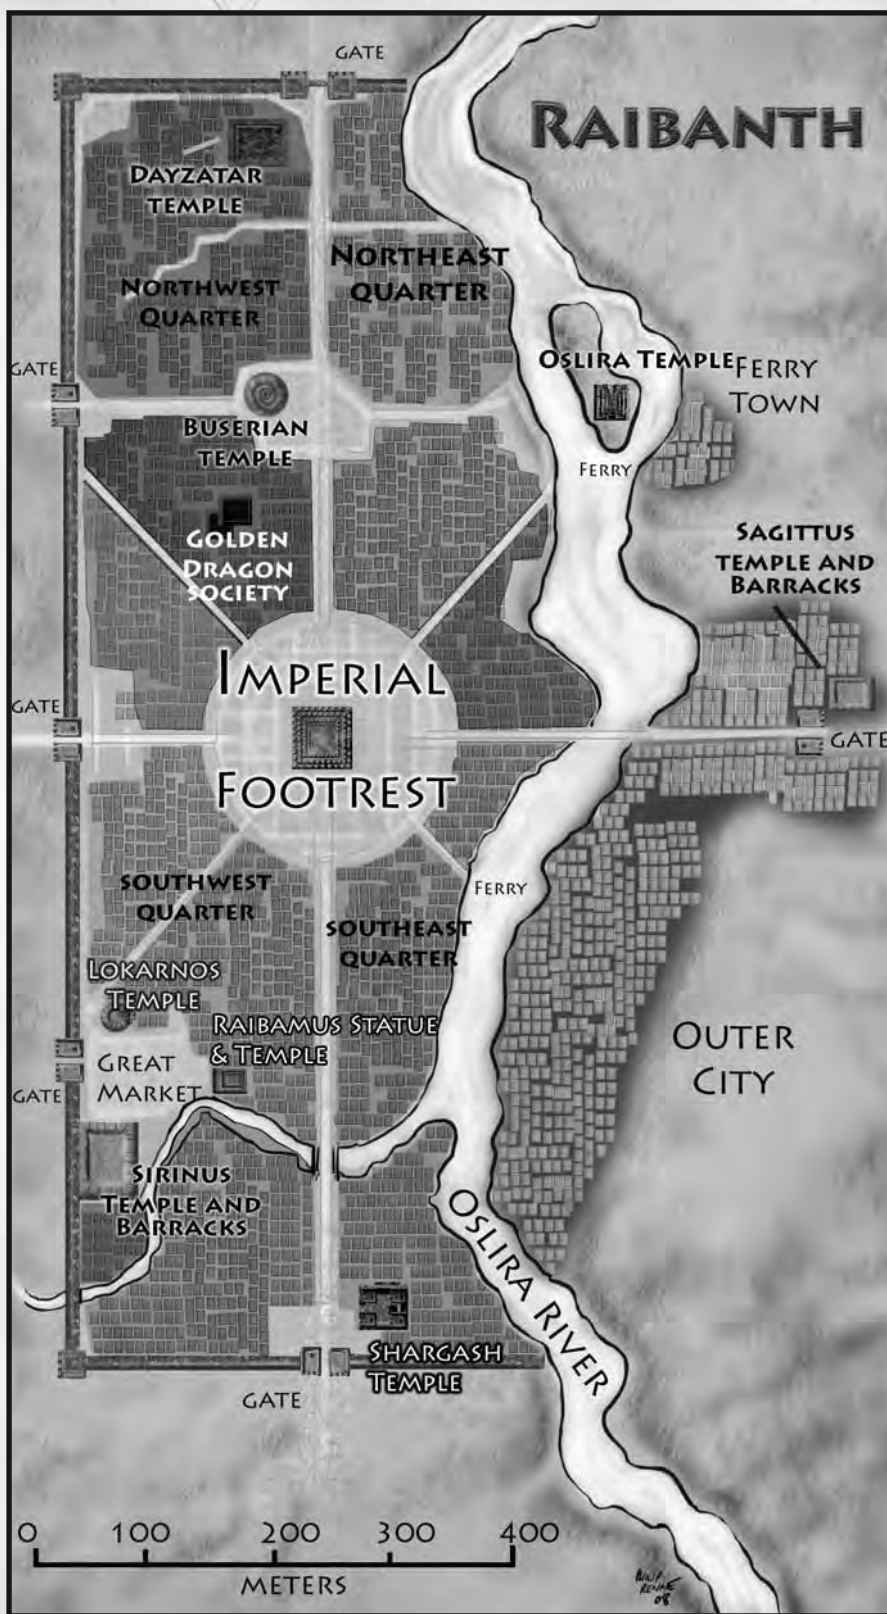 GATE
RAIBANTH
DAYZATAR
TEMPLE
NORTHEAST
QUARTER
NORTHWEST
QUARTER
GATE
OSLIRA TEMPLE
FERRY
TOWN
BUSERIAN
TEMPLE
FERRY
GOLDEN
DRAGON
SOCIETY
SAGITTUS
TEMPLE AND
BARRACKS
IMPERIAL
FOOTREST
GATE
GATE
SOUTHWEST
QUARTER
FERRY
SOUTHEAST
QUARTER
LOKARNOS
TEMPLE
RAIBAMUS STATUE
& TEMPLE
OUTER
CITY
GREAT
MARKET
GATE
SIRINUS
TEMPLE AND
BARRACKS
OSLIRA RIVER
SHARGASH
TEMPLE
GATE
0 100 200 300 400
METERS
08